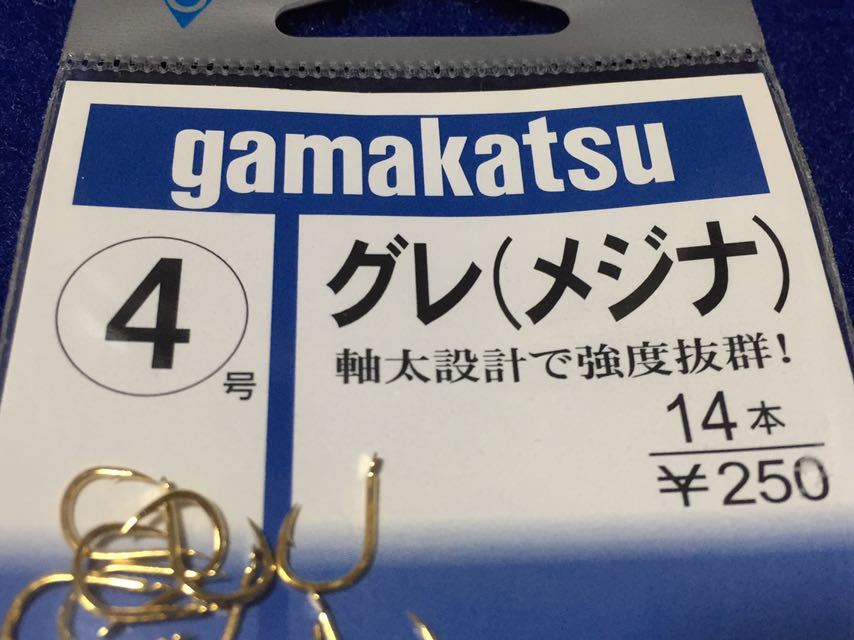 gamakatsu
4号
グレ(メジナ)
軸太設計で強度抜群!
14本
¥250